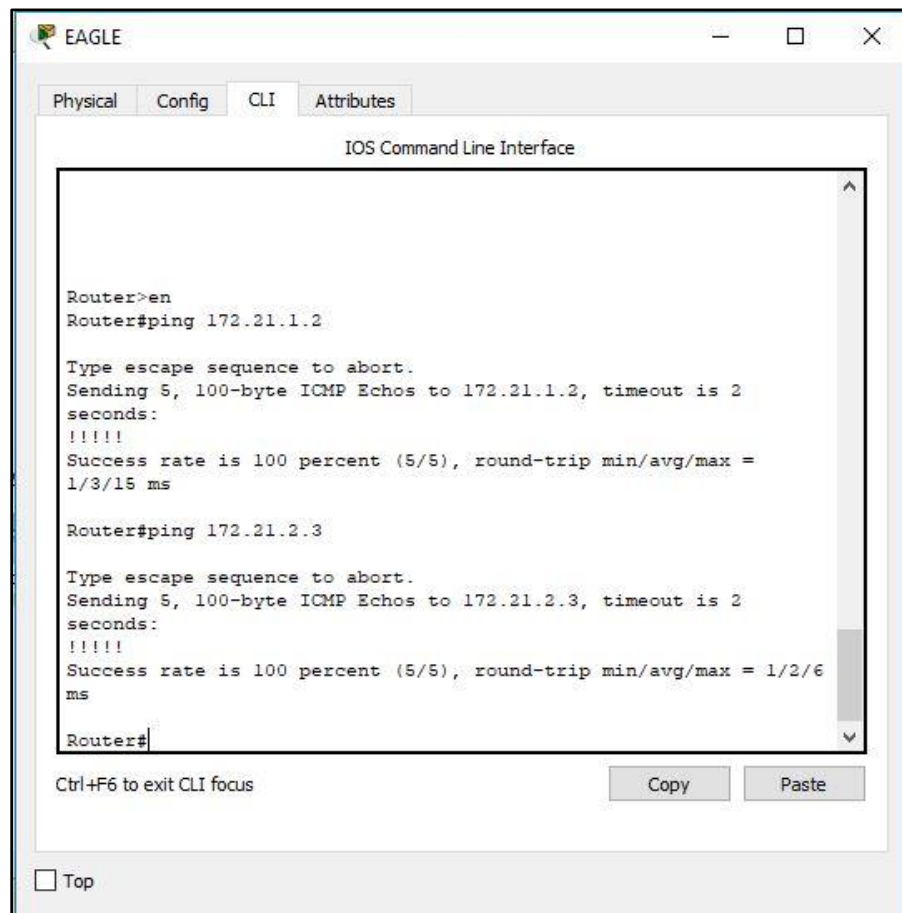 EAGLE
Physical Config CLI Attributes
IOS Command Line Interface
Router>en
Router#ping 172.21.1.2
Type escape sequence to abort.
Sending 5, 100-byte ICMP Echos to 172.21.1.2, timeout is 2
seconds:
!!!!!
Success rate is 100 percent (5/5), round-trip min/avg/max =
1/3/15 ms
Router#ping 172.21.2.3
Type escape sequence to abort.
Sending 5, 100-byte ICMP Echos to 172.21.2.3, timeout is 2
seconds:
!!!!!
Success rate is 100 percent (5/5), round-trip min/avg/max = 1/2/6
ms
Router#
Ctrl+F6 to exit CLI focus Copy Paste
Top